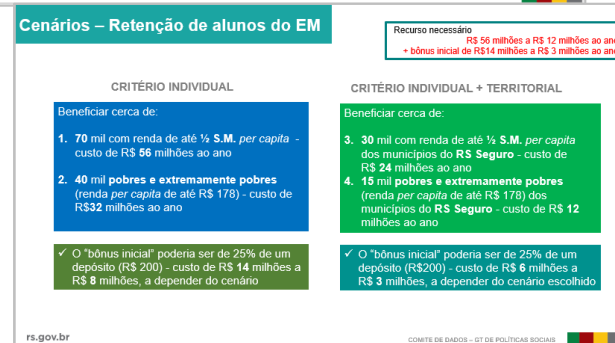 Cenários – Retenção de alunos do EM
Recurso necessário
R$ 56 milhões a R$ 12 milhões ao ano
+ bônus inicial de R$14 milhões a R$ 3 milhões ao ano
CRITÉRIO INDIVIDUAL
Beneficiar cerca de:
1. 70 mil com renda de até ½ S.M. per capita -
custo de R$ 56 milhões ao ano
2. 40 mil pobres e extremamente pobres
(renda per capita de até R$ 178) - custo de
R$32 milhões ao ano
✓ O "bônus inicial" poderia ser de 25% de um
depósito (R$ 200) - custo de R$ 14 milhões a
R$ 8 milhões, a depender do cenário
CRITÉRIO INDIVIDUAL + TERRITORIAL
Beneficiar cerca de:
3. 30 mil com renda de até ½ S.M. per capita
dos municípios do RS Seguro - custo de
R$ 24 milhões ao ano
4. 15 mil pobres e extremamente pobres
(renda per capita de até R$ 178) dos
municípios do RS Seguro - custo de R$ 12
milhões ao ano
✓ O "bônus inicial" poderia ser de 25% de um
depósito (R$200) - custo de R$ 6 milhões a
R$ 3 milhões, a depender do cenário escolhido
rs.gov.br
COMITE DE DADOS – GT DE POLÍTICAS SOCIAIS